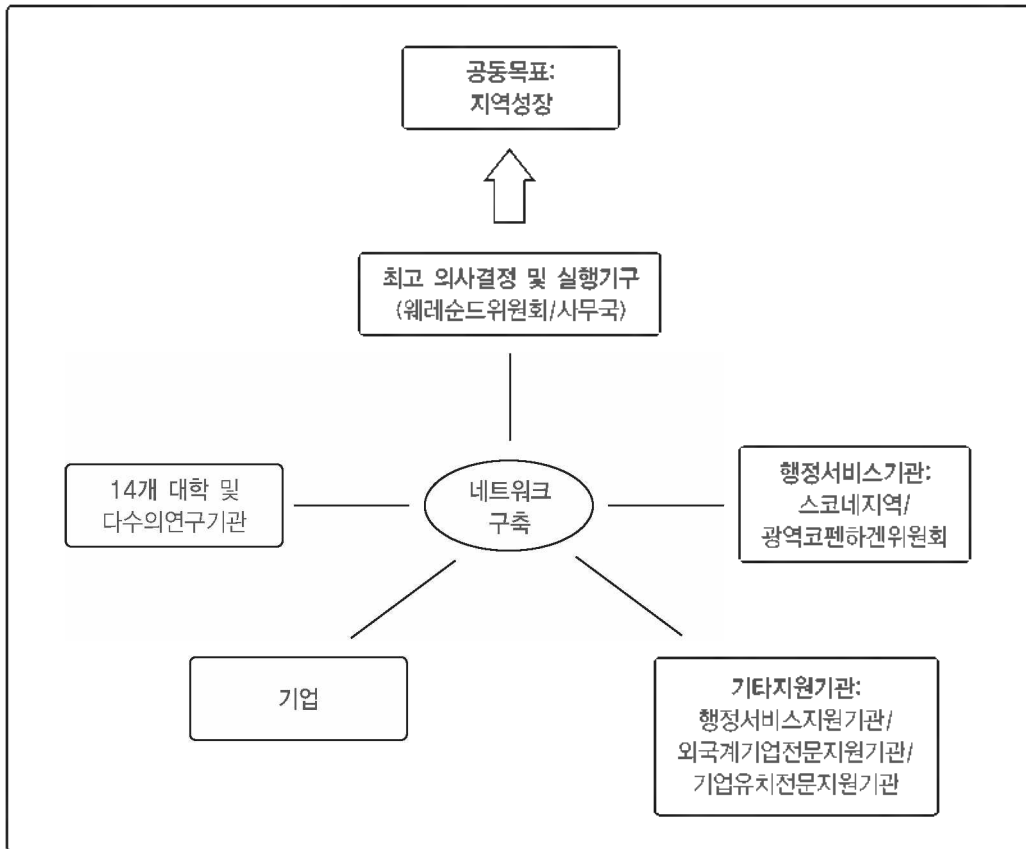 공동목표:
지역성장
최고 의사결정 및 실행기구
(웨레순드위원회/사무국)
네트워크
구축
14개 대학 및
다수의연구기관
행정서비스기관:
스코네지역/
광역코펜하겐위원회
기업
기타지원기관:
행정서비스지원기관/
외국계기업전문지원기관/
기업유치전문지원기관